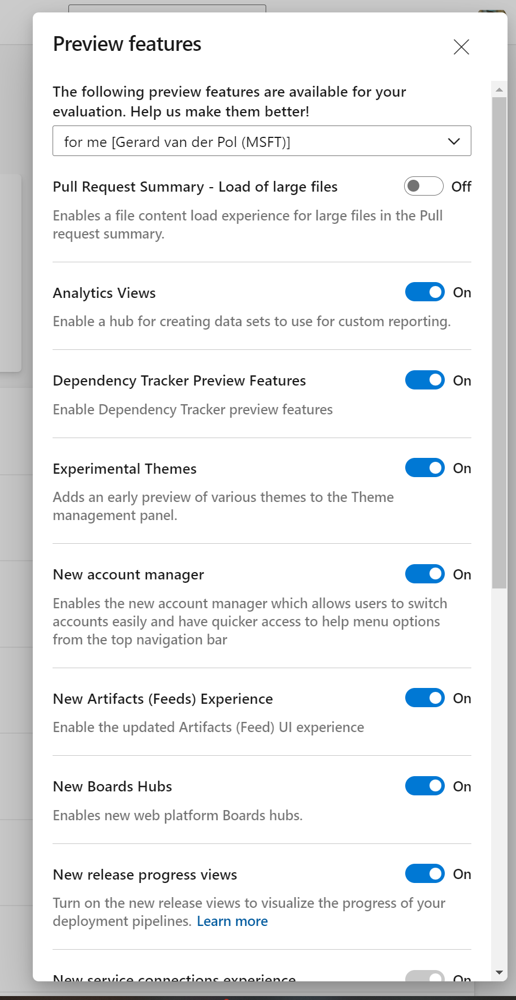 Preview features
The following preview features are available for your
evaluation. Help us make them better!
for me [Gerard van der Pol (MSFT)]
Pull Request Summary - Load of large files
Off
Enables a file content load experience for large files in the Pull
request summary.
Analytics Views
On
Enable a hub for creating data sets to use for custom reporting.
Dependency Tracker Preview Features
On
Enable Dependency Tracker preview features
Experimental Themes
On
Adds an early preview of various themes to the Theme
management panel.
New account manager
On
Enables the new account manager which allows users to switch
accounts easily and have quicker access to help menu options
from the top navigation bar
New Artifacts (Feeds) Experience
On
Enable the updated Artifacts (Feed) UI experience
New Boards Hubs
On
Enables new web platform Boards hubs.
New release progress views
On
Turn on the new release views to visualize the progress of your
deployment pipelines. Learn more
New service connections experience
On